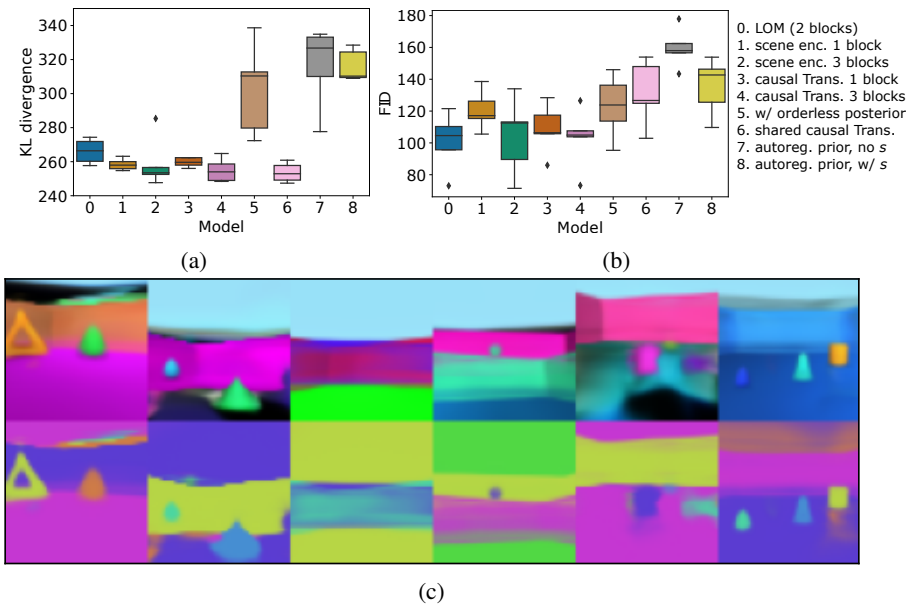 (a)
KL divergence
340
320
300
280
260
240
0 1 2 3 4 5 6 7 8
Model
(a)
(b)
FID
180
160
140
120
100
80
0 1 2 3 4 5 6 7 8
Model
(b)
0. LOM (2 blocks)
1. scene enc. 1 block
2. scene enc. 3 blocks
3. causal Trans. 1 block
4. causal Trans. 3 blocks
5. w/ orderless posterior
6. shared causal Trans.
7. autoreg. prior, no s
8. autoreg. prior, w/ s
(c)